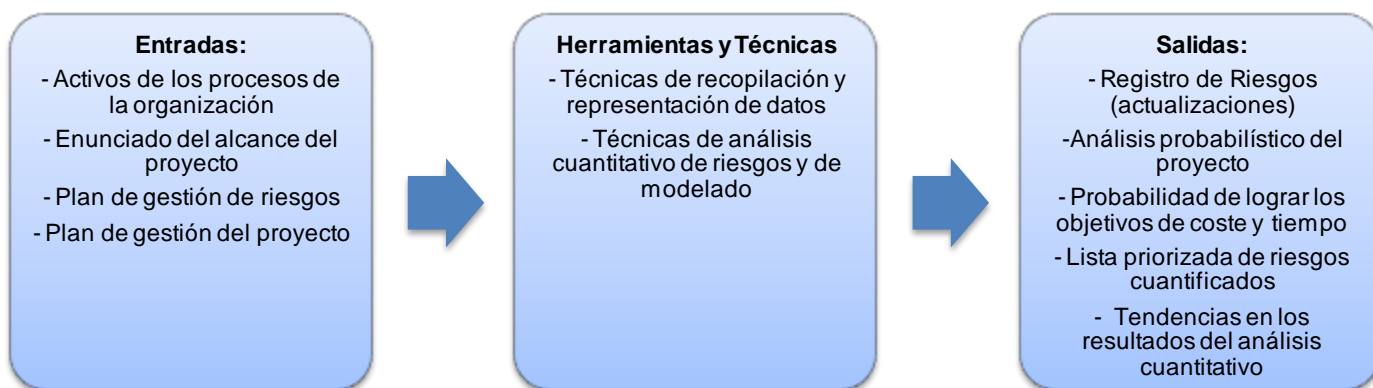 Entradas:
- Activos de los procesos de
la organización
- Enunciado del alcance del
proyecto
- Plan de gestión de riesgos
- Plan de gestión del proyecto
Herramientas y Técnicas
- Técnicas de recopilación y
representación de datos
- Técnicas de análisis
cuantitativo de riesgos y de
modelado
Salidas:
- Registro de Riesgos
(actualizaciones)
-Análisis probabilístico del
proyecto
- Probabilidad de lograr los
objetivos de coste y tiempo
- Lista priorizada de riesgos
cuantificados
- Tendencias en los
resultados del análisis
cuantitativo